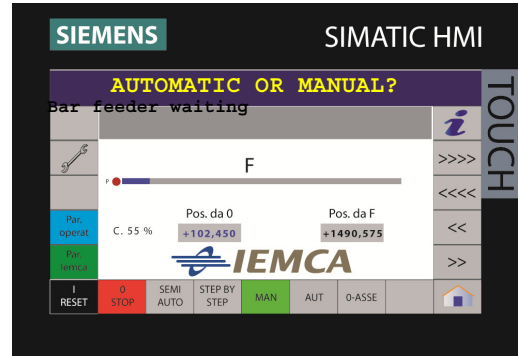 SIEMENS
SIMATIC HMI
TOUCH
AUTOMATIC OR MANUAL?
Bar feeder waiting
i
F
>>>>
P
<<<<
Par.
operat.
C. 55 %
Pos. da 0
+102,450
Pos. da F
+1490,575
<<
Par.
Iemca
IEMCA
>>
I
RESET
0
STOP
SEMI
AUTO
STEP BY
STEP
MAN
AUT
0-ASSE